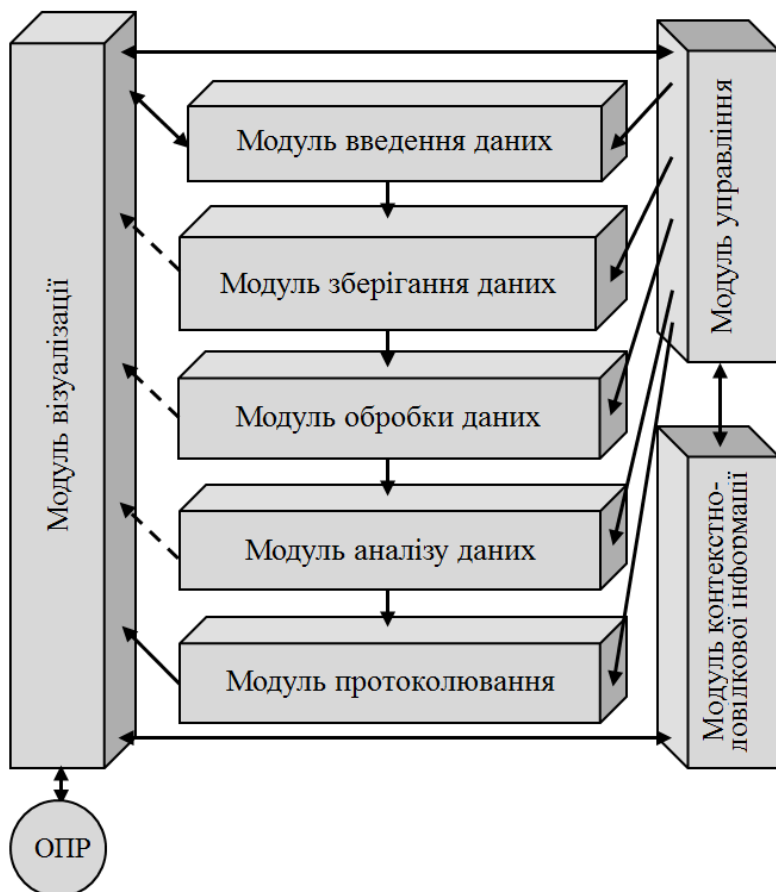 Модуль візуалізації
Модуль введення даних
Модуль зберігання даних
Модуль обробки даних
Модуль аналізу даних
Модуль протоколювання
Модуль управління
Модуль контекстно-
довідкової інформації
ОПР